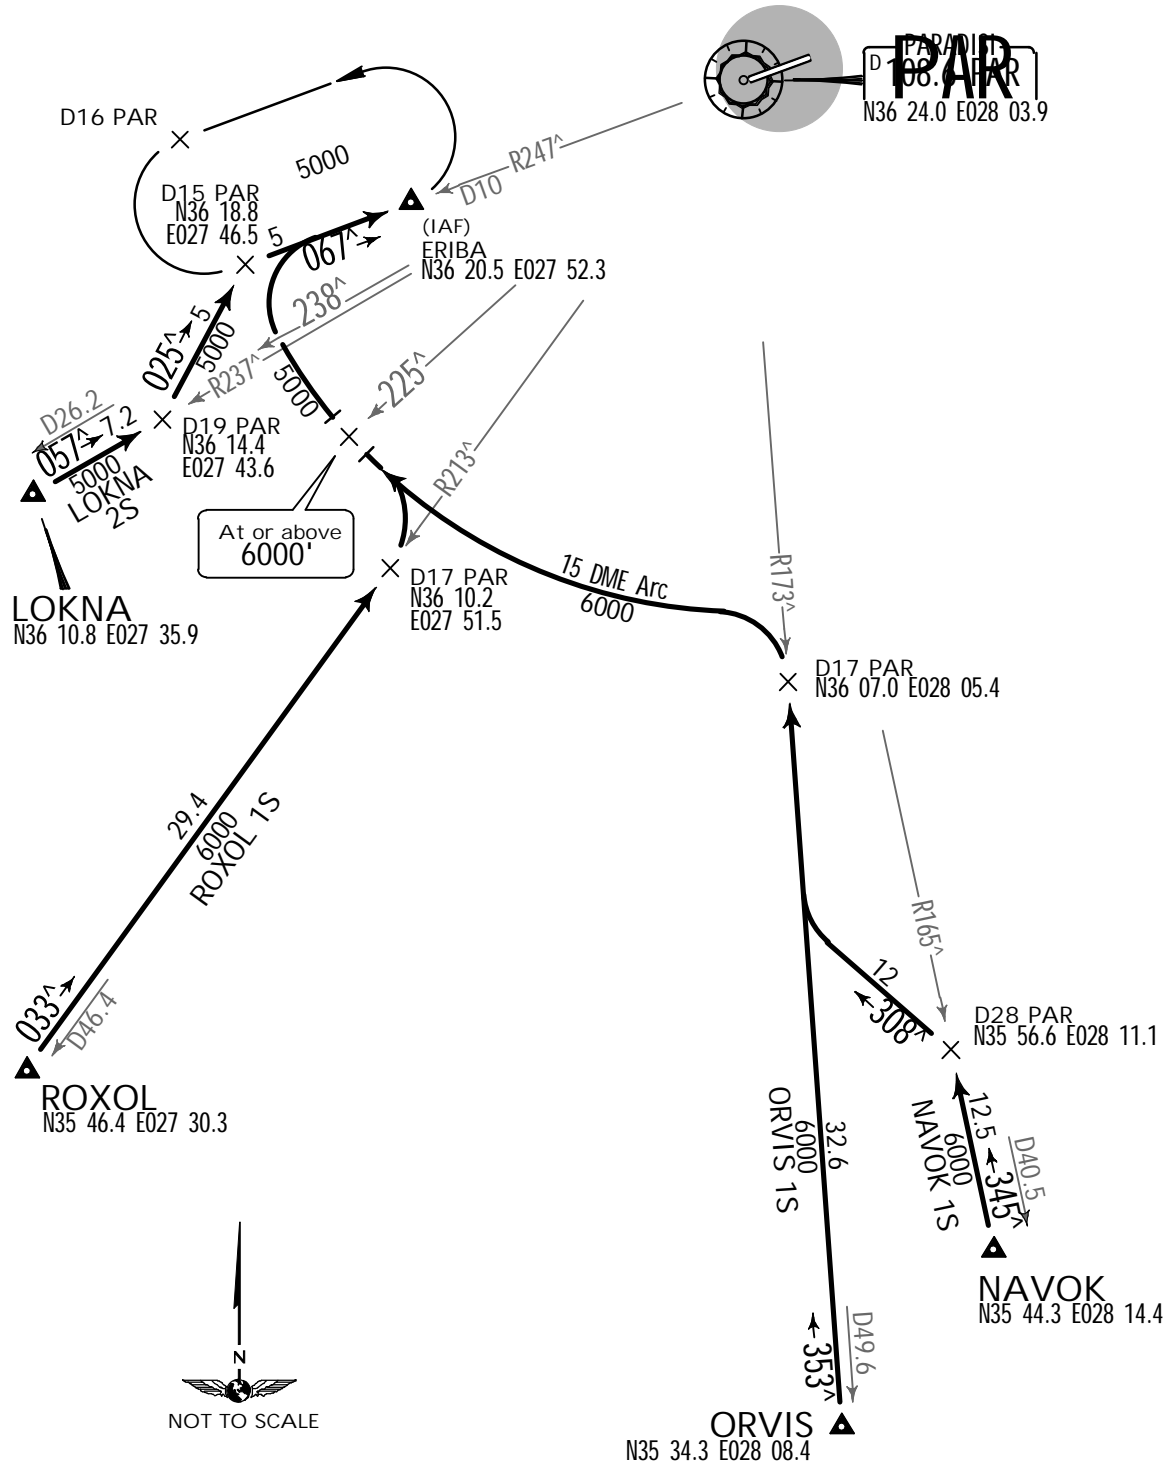 PARADISI
D 108.6 PAR
PAR
N36 24.0 E028 03.9
D16 PAR
5000
R247^
D10
D15 PAR
N36 18.8
E027 46.5
5
067^
(IAF)
ERIBA
N36 20.5 E027 52.3
238^
R237^
025^
5
5000
5000
225^
D26.2
057^
7.2
5000
LOKNA
2S
D19 PAR
N36 14.4
E027 43.6
R213^
At or above
6000'
LOKNA
N36 10.8 E027 35.9
D17 PAR
N36 10.2
E027 51.5
15 DME Arc
6000
R173^
D17 PAR
N36 07.0 E028 05.4
29.4
6000
ROXOL 1S
R165^
033^
D46.4
12
308^
D28 PAR
N35 56.6 E028 11.1
ROXOL
N35 46.4 E027 30.3
ORVIS 1S
6000
32.6
NAVOK 1S
6000
12.5
345^
D40.5
NAVOK
N35 44.3 E028 14.4
353^
D49.6
N
NOT TO SCALE
ORVIS
N35 34.3 E028 08.4